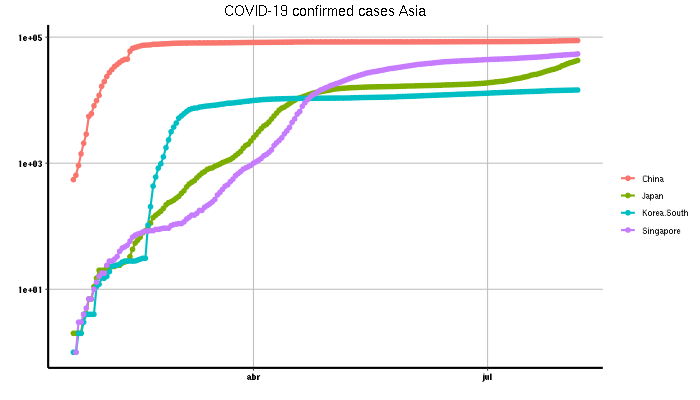 COVID-19 confirmed cases Asia
1e+05
1e+03
1e+01
abr
jul
China
Japan
Korea.South
Singapore